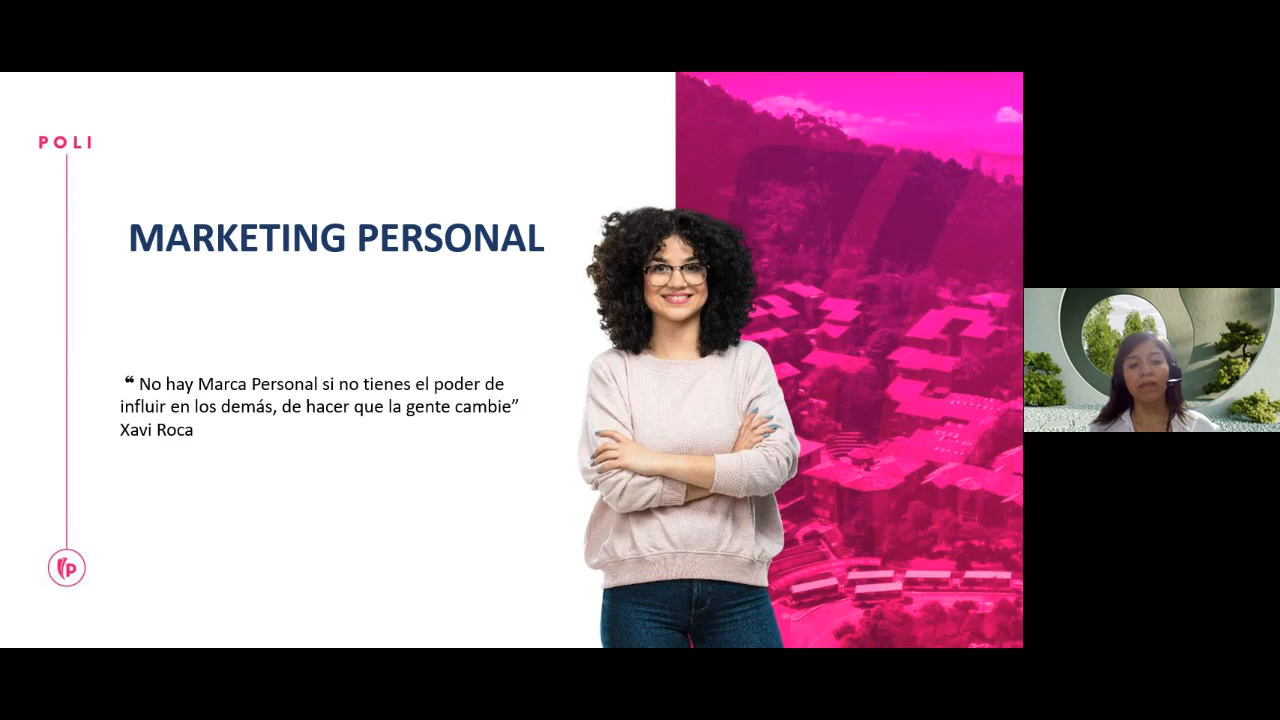 POLI
MARKETING PERSONAL
❝ No hay Marca Personal si no tienes el poder de
influir en los demás, de hacer que la gente cambie”
Xavi Roca
P